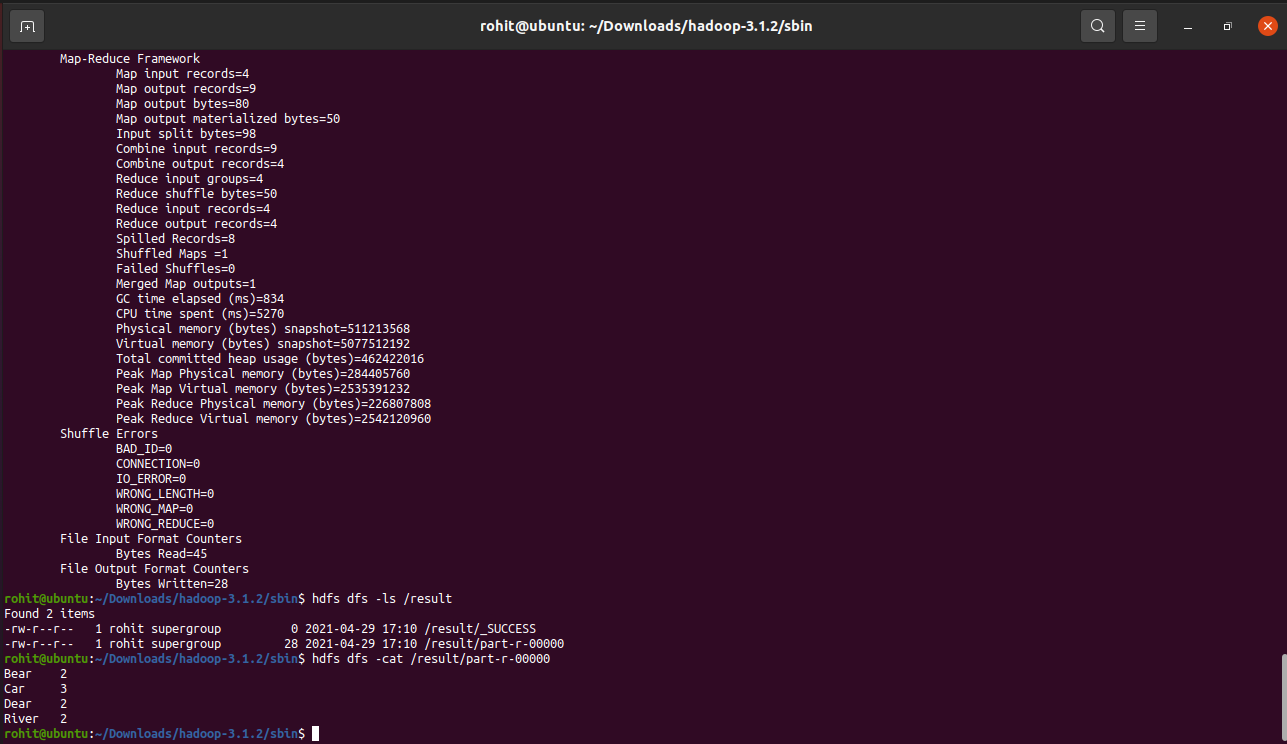 rohit@ubuntu: ~/Downloads/hadoop-3.1.2/sbin
Map-Reduce Framework
Map input records=4
Map output records=9
Map output bytes=80
Map output materialized bytes=50
Input split bytes=98
Combine input records=9
Combine output records=4
Reduce input groups=4
Reduce shuffle bytes=50
Reduce input records=4
Reduce output records=4
Spilled Records=8
Shuffled Maps =1
Failed Shuffles=0
Merged Map outputs=1
GC time elapsed (ms)=834
CPU time spent (ms)=5270
Physical memory (bytes) snapshot=511213568
Virtual memory (bytes) snapshot=5077512192
Total committed heap usage (bytes)=462422016
Peak Map Physical memory (bytes)=284405760
Peak Map Virtual memory (bytes)=2535391232
Peak Reduce Physical memory (bytes)=226807808
Peak Reduce Virtual memory (bytes)=2542120960
Shuffle Errors
BAD_ID=0
CONNECTION=0
IO_ERROR=0
WRONG_LENGTH=0
WRONG_MAP=0
WRONG_REDUCE=0
File Input Format Counters
Bytes Read=45
File Output Format Counters
Bytes Written=28
rohit@ubuntu:~/Downloads/hadoop-3.1.2/sbin$ hdfs dfs -ls /result
Found 2 items
-rw-r--r--   1 rohit supergroup          0 2021-04-29 17:10 /result/_SUCCESS
-rw-r--r--   1 rohit supergroup         28 2021-04-29 17:10 /result/part-r-00000
rohit@ubuntu:~/Downloads/hadoop-3.1.2/sbin$ hdfs dfs -cat /result/part-r-00000
Bear    2
Car     3
Dear    2
River   2
rohit@ubuntu:~/Downloads/hadoop-3.1.2/sbin$